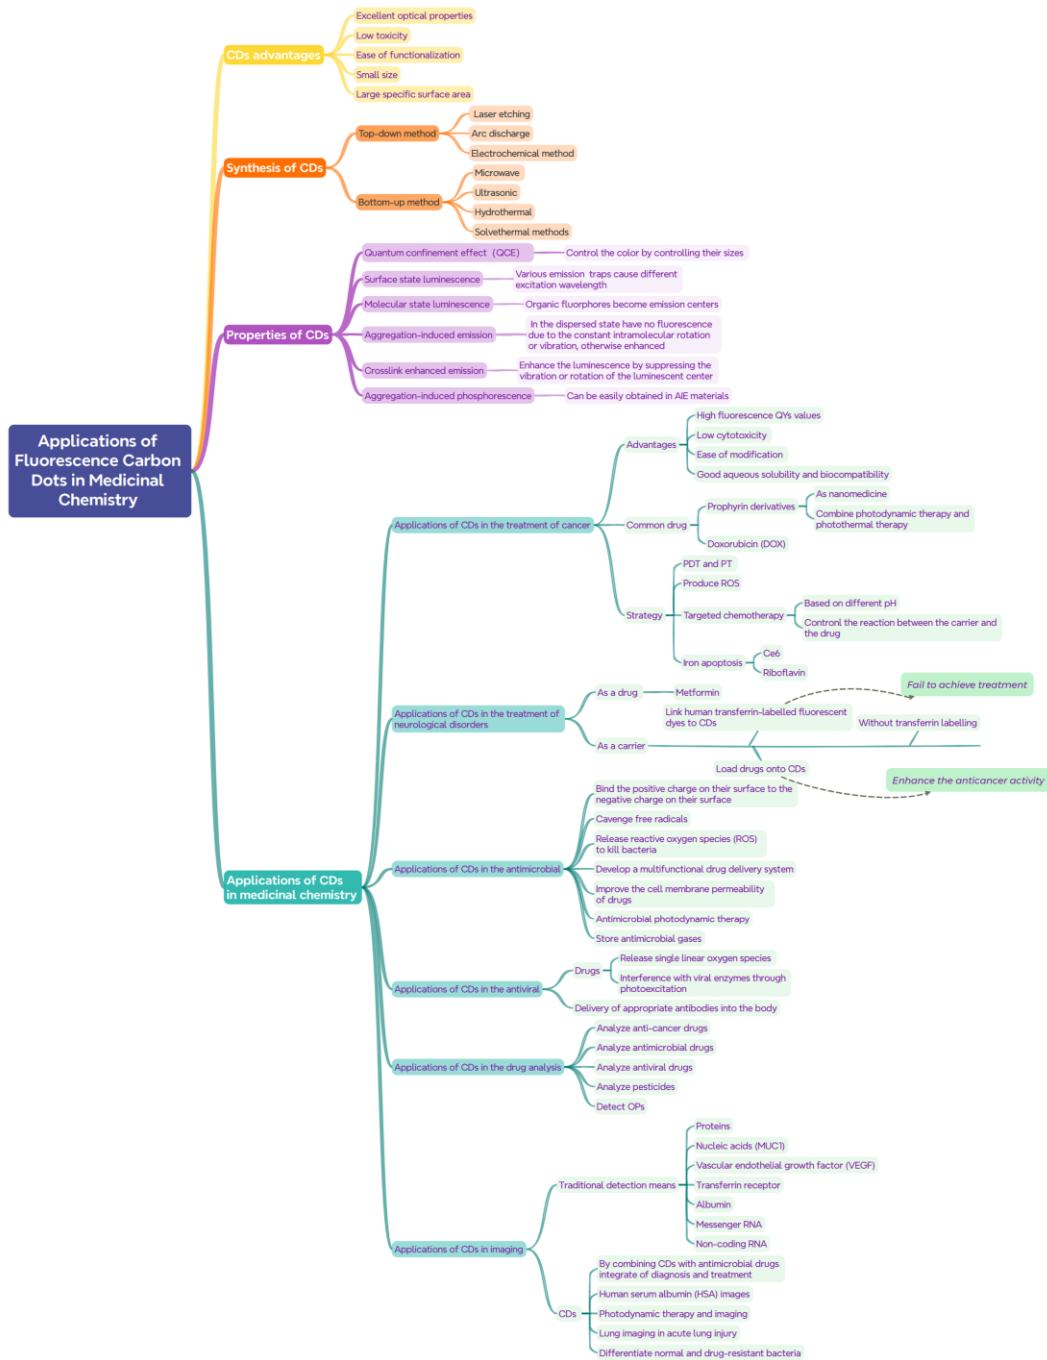 Applications of
Fluorescence Carbon
Dots in Medicinal
Chemistry
CDs advantages
Excellent optical properties
Low toxicity
Ease of functionalization
Small size
Large specific surface area
Synthesis of CDs
Top-down method
Laser etching
Arc discharge
Electrochemical method
Bottom-up method
Microwave
Ultrasonic
Hydrothermal
Solvethermal methods
Properties of CDs
Quantum confinement effect（QCE）
Control the color by controlling their sizes
Surface state luminescence
Various emission traps cause different
excitation wavelength
Molecular state luminescence
Organic fluorphores become emission centers
Aggregation-induced emission
In the dispersed state have no fluorescence
due to the constant intramolecular rotation
or vibration, otherwise enhanced
Crosslink enhanced emission
Enhance the luminescence by suppressing the
vibration or rotation of the luminescent center
Aggregation-induced phosphorescence
Can be easily obtained in AIE materials
Applications of CDs
in medicinal chemistry
Applications of CDs in the treatment of cancer
Advantages
High fluorescence QYs values
Low cytotoxicity
Ease of modification
Good aqueous solubility and biocompatibility
Common drug
Prophyrin derivatives
As nanomedicine
Combine photodynamic therapy and
photothermal therapy
Doxorubicin (DOX)
Strategy
PDT and PT
Produce ROS
Targeted chemotherapy
Based on different pH
Contronl the reaction between the carrier and
the drug
Iron apoptosis
Ce6
Riboflavin
Applications of CDs in the treatment of
neurological disorders
As a drug
Metformin
As a carrier
Link human transferrin-labelled fluorescent
dyes to CDs
Fail to achieve treatment
Without transferrin labelling
Load drugs onto CDs
Enhance the anticancer activity
Applications of CDs in the antimicrobial
Bind the positive charge on their surface to the
negative charge on their surface
Cavenge free radicals
Release reactive oxygen species (ROS)
to kill bacteria
Develop a multifunctional drug delivery system
Improve the cell membrane permeability
of drugs
Antimicrobial photodynamic therapy
Store antimicrobial gases
Applications of CDs in the antiviral
Drugs
Release single linear oxygen species
Interference with viral enzymes through
photoexcitation
Delivery of appropriate antibodies into the body
Applications of CDs in the drug analysis
Analyze anti-cancer drugs
Analyze antimicrobial drugs
Analyze antiviral drugs
Analyze pesticides
Detect OPs
Applications of CDs in imaging
Traditional detection means
Proteins
Nucleic acids (MUC1)
Vascular endothelial growth factor (VEGF)
Transferrin receptor
Albumin
Messenger RNA
Non-coding RNA
CDs
By combining CDs with antimicrobial drugs
integrate of diagnosis and treatment
Human serum albumin (HSA) images
Photodynamic therapy and imaging
Lung imaging in acute lung injury
Differentiate normal and drug-resistant bacteria